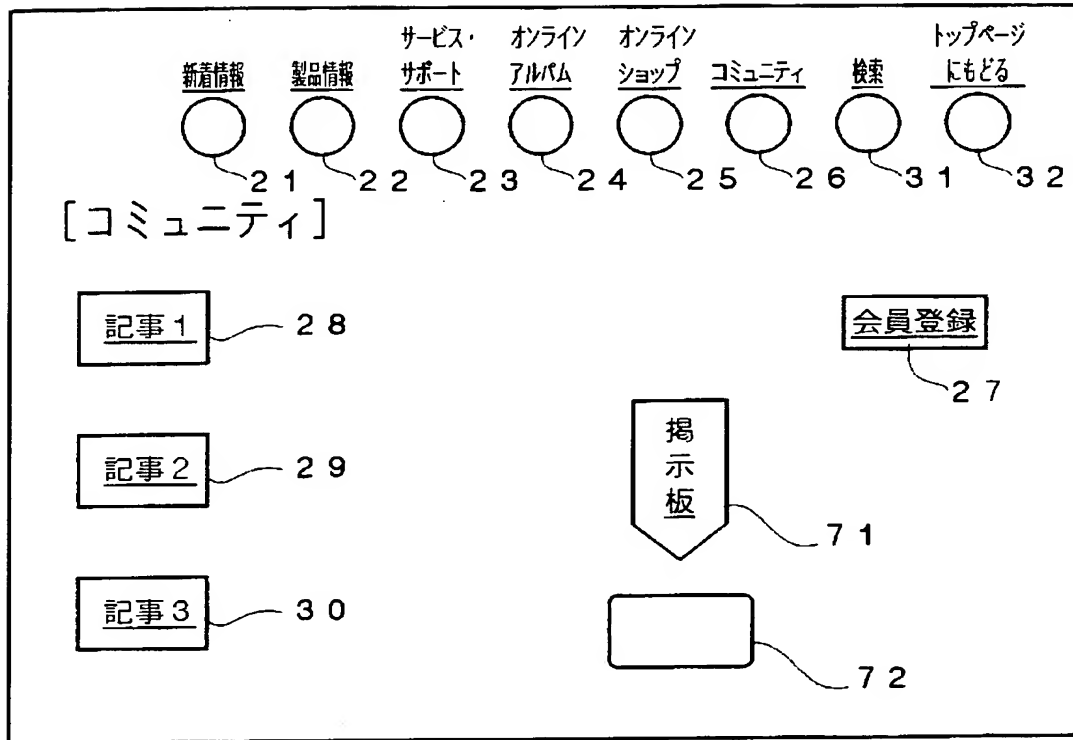 新着情報
製品情報
サービス・
サポート
オンライン
アルバム
オンライン
ショップ
コミュニティ
検索
トップページ
にもどる
21 22 23 24 25 26 31 32
[コミュニティ]
記事1
28
会員登録
27
記事2
29
掲
示
板
71
記事3
30
72